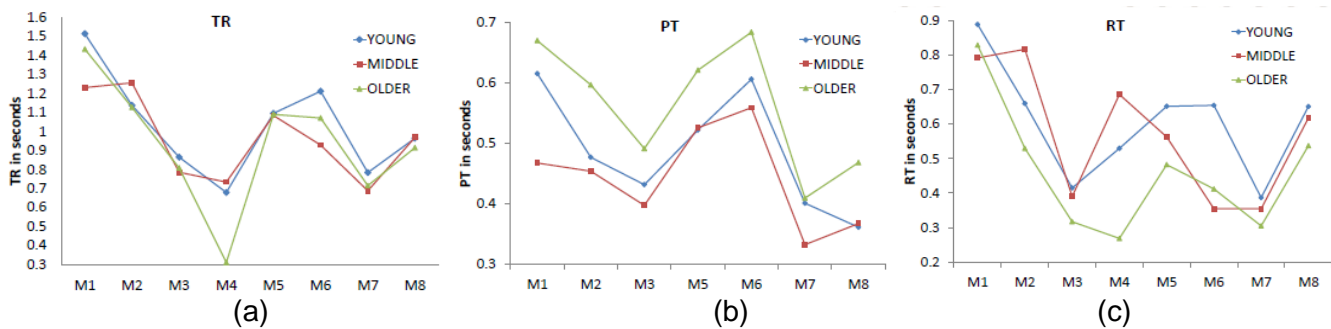 TR
TR in seconds
1.6
1.5
1.4
1.3
1.2
1.1
1
0.9
0.8
0.7
0.6
0.5
0.4
0.3
YOUNG
MIDDLE
OLDER
M1 M2 M3 M4 M5 M6 M7 M8
(a)
PT
PT in seconds
0.7
0.6
0.5
0.4
0.3
YOUNG
MIDDLE
OLDER
M1 M2 M3 M4 M5 M6 M7 M8
(b)
RT
RT in seconds
0.9
0.8
0.7
0.6
0.5
0.4
0.3
0.2
YOUNG
MIDDLE
OLDER
M1 M2 M3 M4 M5 M6 M7 M8
(c)